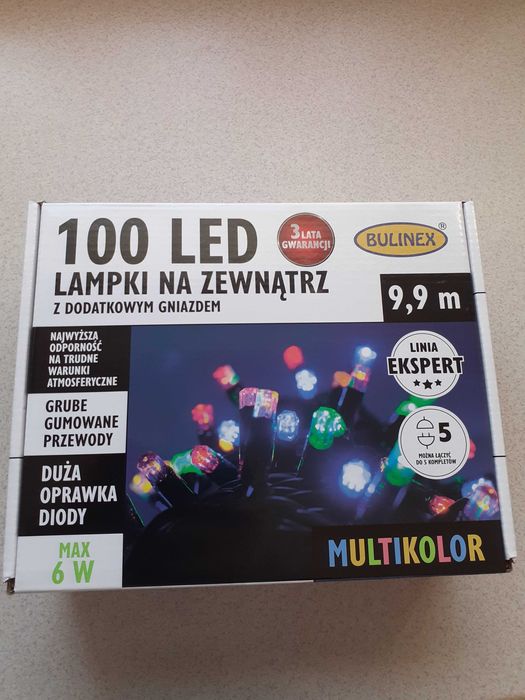 100 LED
3 LATA
GWARANCJI
BULINEX®
LAMPKI NA ZEWNĄTRZ
Z DODATKOWYM GNIAZDEM
9,9 m
NAJWYŻSZĄ
ODPORNOŚĆ
NA TRUDNE
WARUNKI
ATMOSFERYCZNE
LINIA
EKSPERT
GRUBE
GUMOWANE
PRZEWODY
5
MOŻNA ŁĄCZYĆ
DO 5 KOMPLETÓW
DUŻA
OPRAWKA
DIODY
MAX
6 W
MULTIKOLOR